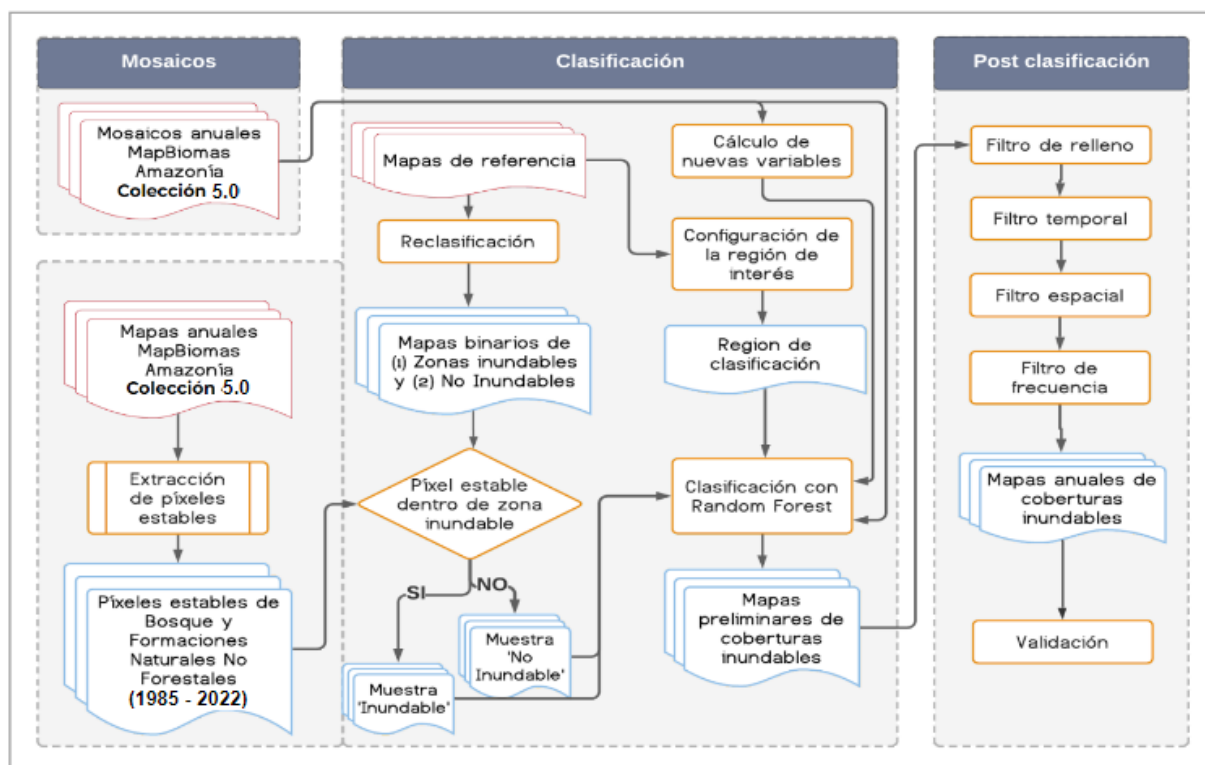 Mosaicos
Mosaicos anuales
MapBiomas
Amazonía
Colección 5.0
Mapas anuales
MapBiomas
Amazonía
Colección 5.0
Extracción
de píxeles
estables
Píxeles estables de
Bosque y
Formaciones
Naturales No
Forestales
(1985 - 2022)
Clasificación
Mapas de referencia
Reclasificación
Mapas binarios de
(1) Zonas inundables
y (2) No Inundables
Píxel estable
dentro de zona
inundable
SI
NO
Muestra
'Inundable'
Muestra
'No
Inundable'
Cálculo de
nuevas variables
Configuración de
la región de
interés
Region de
clasificación
Clasificación con
Random Forest
Mapas
preliminares de
coberturas
inundables
Post clasificación
Filtro de relleno
Filtro temporal
Filtro espacial
Filtro de
frecuencia
Mapas anuales de
coberturas
inundables
Validación